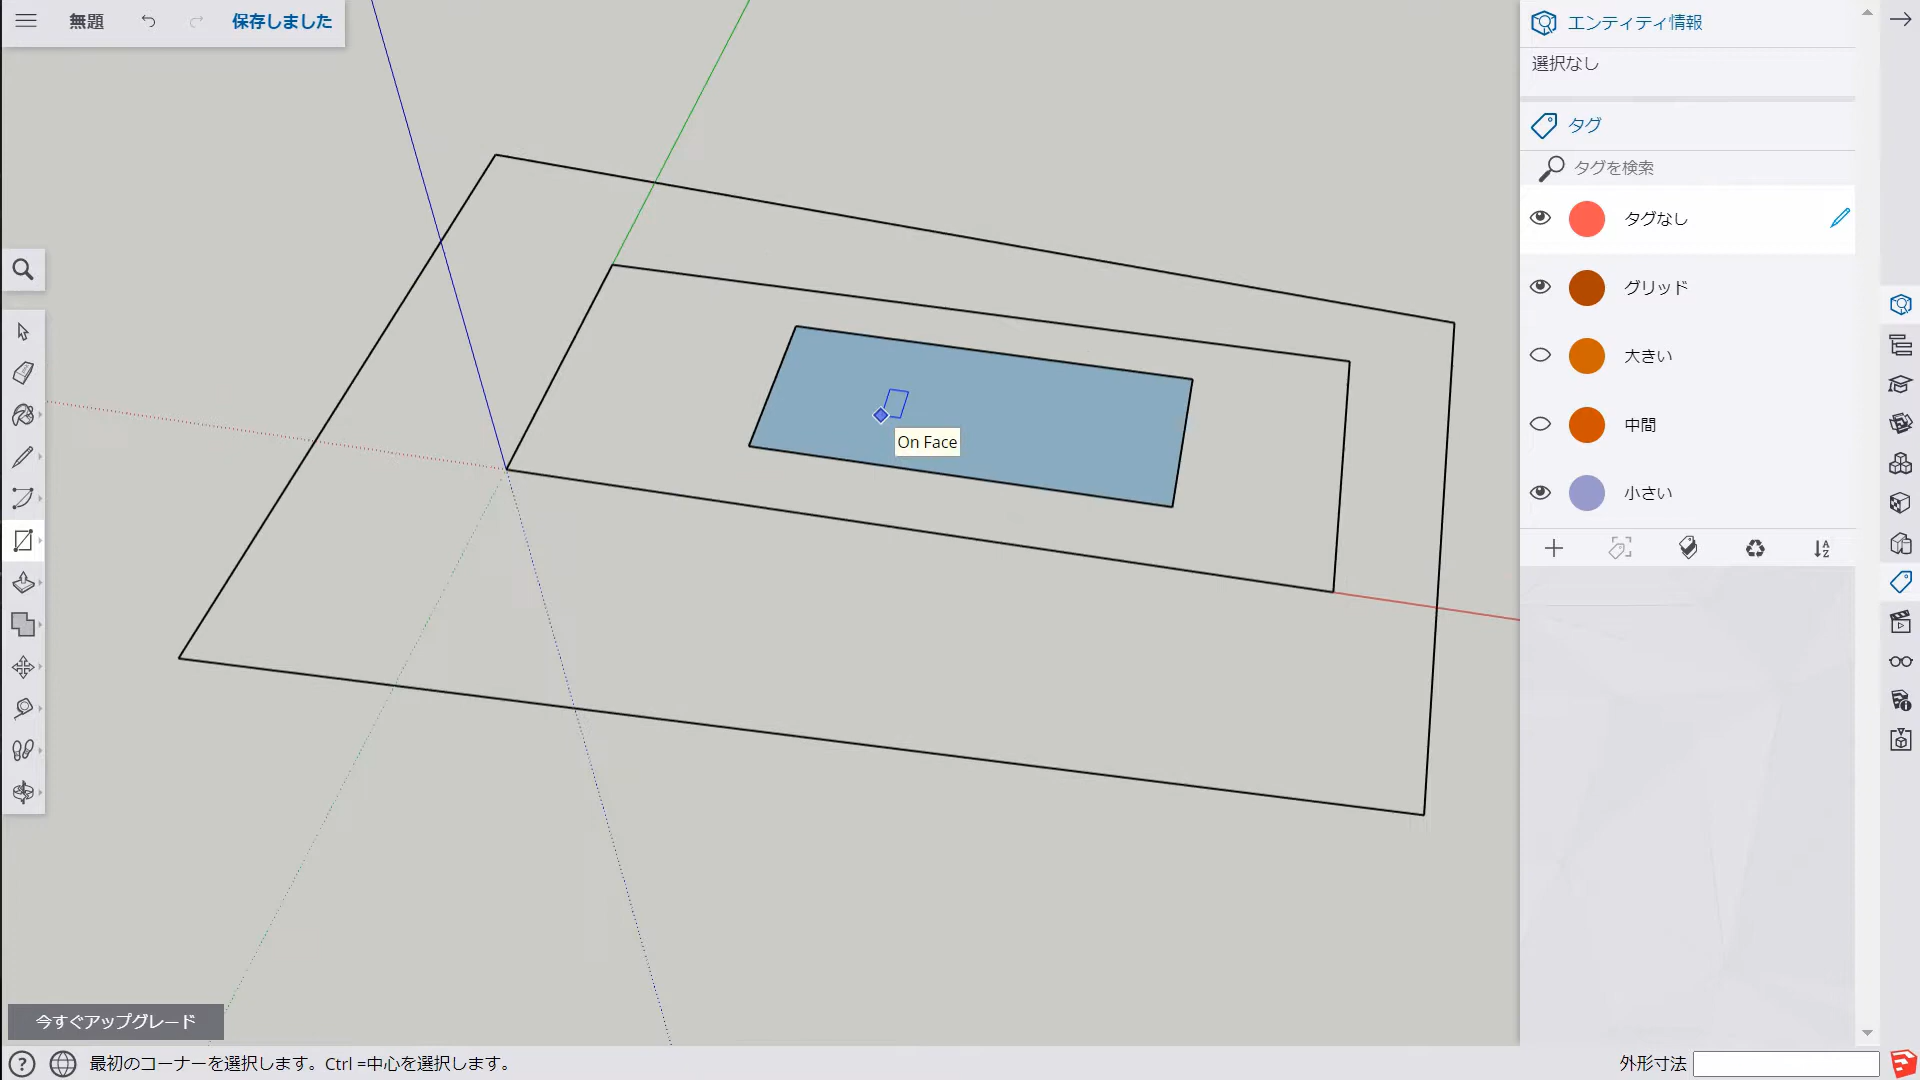 無題
保存しました
エンティティ情報
選択なし
タグ
タグを検索
タグなし
グリッド
大きい
中間
小さい
On Face
今すぐアップグレード
最初のコーナーを選択します。Ctrl =中心を選択します。
外形寸法